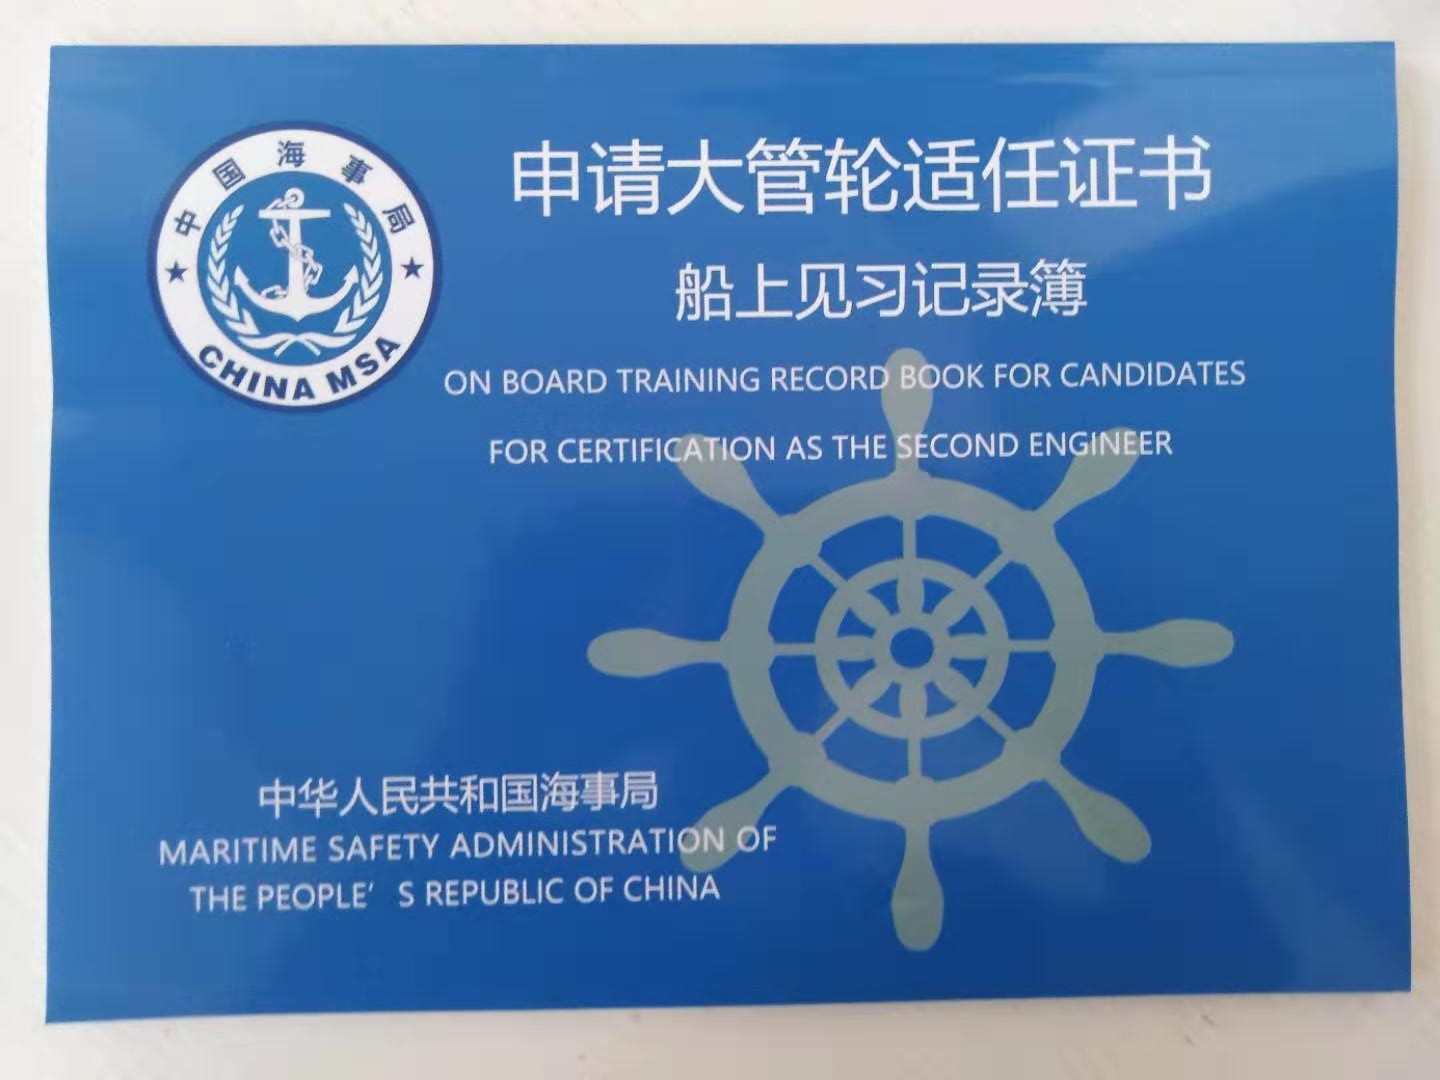 中国海事局
CHINA MSA
申请大管轮适任证书
船上见习记录簿
ON BOARD TRAINING RECORD BOOK FOR CANDIDATES
FOR CERTIFICATION AS THE SECOND ENGINEER
中华人民共和国海事局
MARITIME SAFETY ADMINISTRATION OF
THE PEOPLE’S REPUBLIC OF CHINA